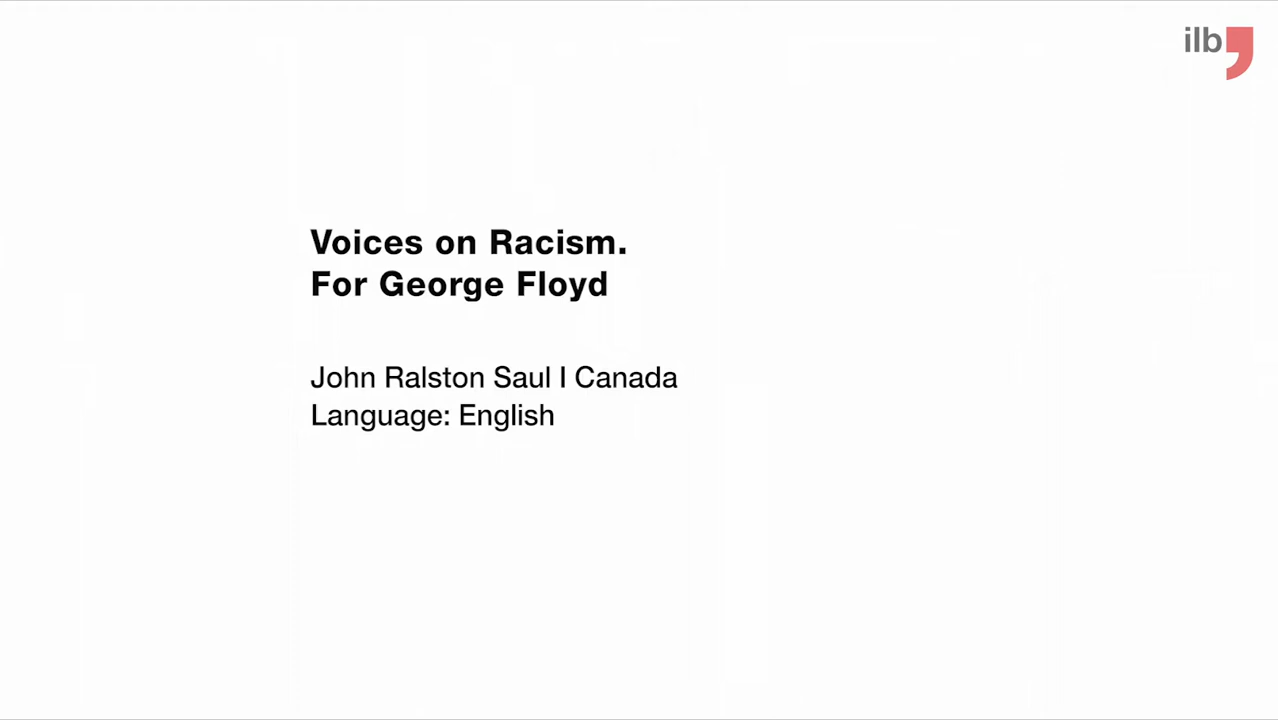 ilb
Voices on Racism.
For George Floyd
John Ralston Saul I Canada
Language: English